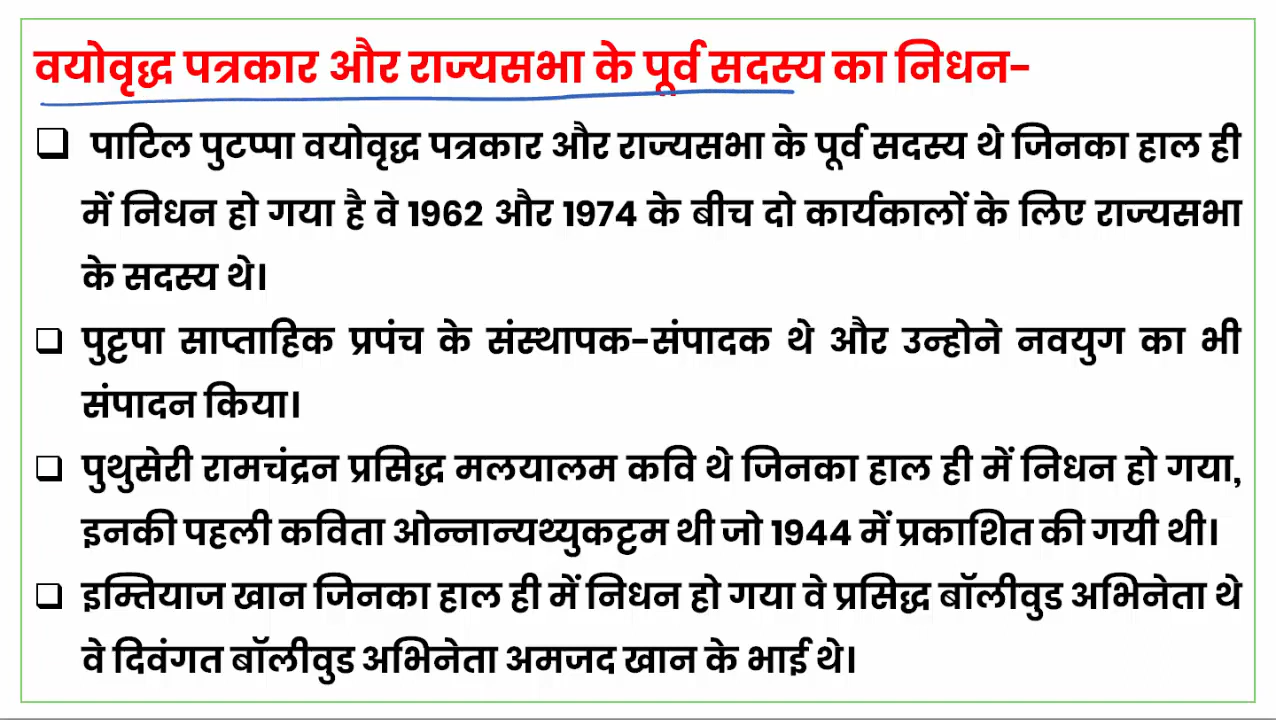 वयोवृद्ध पत्रकार और राज्यसभा के पूर्व सदस्य का निधन-
पाटिल पुटप्पा वयोवृद्ध पत्रकार और राज्यसभा के पूर्व सदस्य थे जिनका हाल ही
में निधन हो गया है वे 1962 और 1974 के बीच दो कार्यकालों के लिए राज्यसभा
के सदस्य थे।
पुट्टपा साप्ताहिक प्रपंच के संस्थापक-संपादक थे और उन्होने नवयुग का भी
संपादन किया।
पुथुसेरी रामचंद्रन प्रसिद्ध मलयालम कवि थे जिनका हाल ही में निधन हो गया,
इनकी पहली कविता ओन्नान्यथ्युकट्टम थी जो 1944 में प्रकाशित की गयी थी।
इम्तियाज खान जिनका हाल ही में निधन हो गया वे प्रसिद्ध बॉलीवुड अभिनेता थे
वे दिवंगत बॉलीवुड अभिनेता अमजद खान के भाई थे।